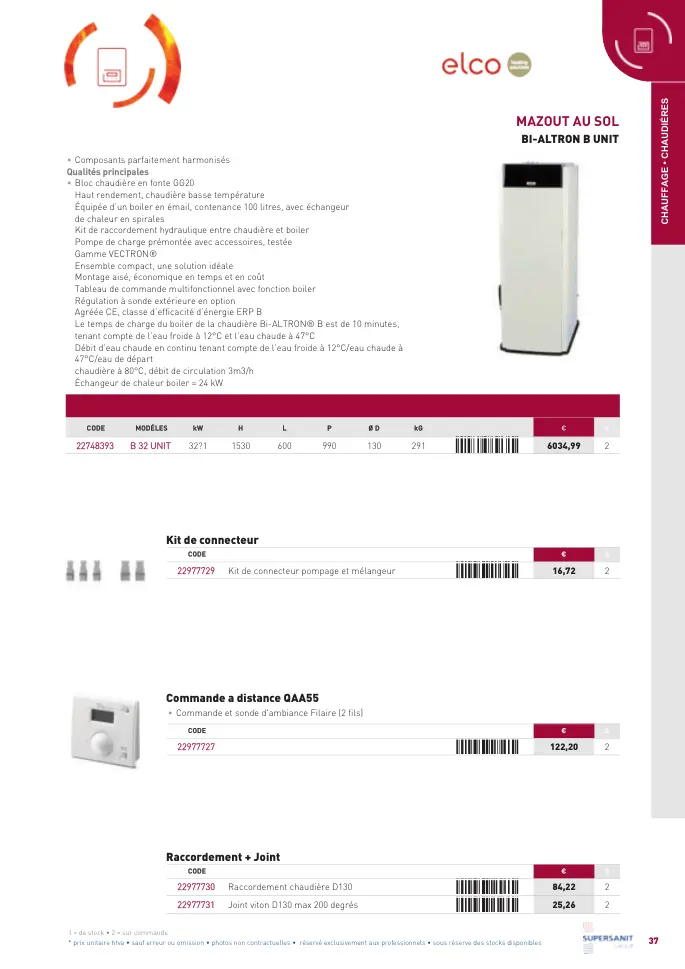 elco
heating solutions
CHAUFFAGE • CHAUDIÈRES
MAZOUT AU SOL
BI-ALTRON B UNIT
• Composants parfaitement harmonisés
Qualités principales
• Bloc chaudière en fonte GG20
Haut rendement, chaudière basse température
Équipée d'un boiler en émail, contenance 100 litres, avec échangeur
de chaleur en spirales
Kit de raccordement hydraulique entre chaudière et boiler
Pompe de charge prémontée avec accessoires, testée
Gamme VECTRON®
Ensemble compact, une solution idéale
Montage aisé, économique en temps et en coût
Tableau de commande multifonctionnel avec fonction boiler
Régulation à sonde extérieure en option
Agréée CE, classe d'efficacité d'énergie ERP B
Le temps de charge du boiler de la chaudière Bi-ALTRON® B est de 10 minutes,
tenant compte de l'eau froide à 12°C et l'eau chaude à 47°C
Débit d'eau chaude en continu tenant compte de l'eau froide à 12°C/eau chaude à
47°C/eau de départ
chaudière à 80°C, débit de circulation 3m3/h
Échangeur de chaleur boiler = 24 kW
CODE MODÈLES kW H L P Ø D kG €
22748393 B 32 UNIT 32?1 1530 600 990 130 291 6034,99 2
Kit de connecteur
CODE €
22977729 Kit de connecteur pompage et mélangeur 16,72 2
Commande a distance QAA55
• Commande et sonde d'ambiance Filaire (2 fils)
CODE €
22977727 122,20 2
Raccordement + Joint
CODE €
22977730 Raccordement chaudière D130 84,22 2
22977731 Joint viton D130 max 200 degrés 25,26 2
1 = de stock • 2 = sur commande
* prix unitaire htva • sauf erreur ou omission • photos non contractuelles • réservé exclusivement aux professionnels • sous réserve des stocks disponibles
SUPERSANIT
GROUP
37